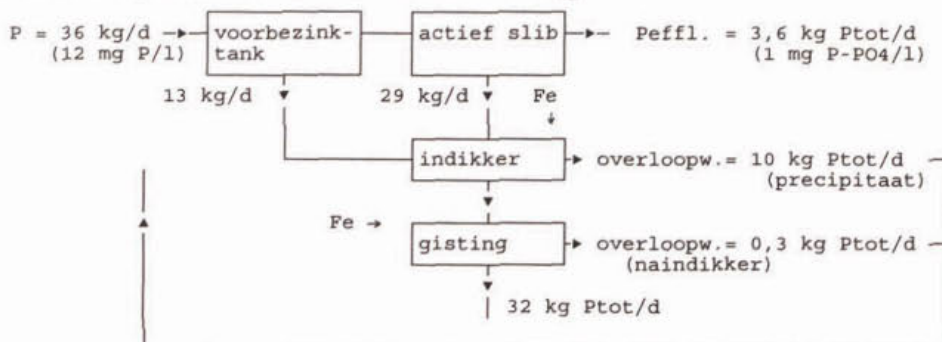 P = 36 kg/d voorbezink- actief slib Peffl. = 3,6 kg Ptot/d
(12 mg P/l) tank (1 mg P-PO4/l)
13 kg/d 29 kg/d Fe
indikker overloopw.= 10 kg Ptot/d
(precipitaat)
Fe
gisting overloopw.= 0,3 kg Ptot/d
(naindikker)
32 kg Ptot/d